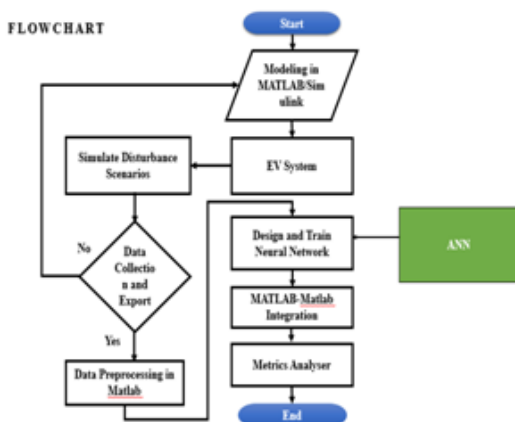 FLOWCHART
Start
Modeling in
MATLAB/Sim
ulink
EV System
Simulate Disturbance
Scenarios
No
Data
Collectio
n and
Export
Yes
Data Preprocessing in
Matlab
Design and Train
Neural Network
ANN
MATLAB-Matlab
Integration
Metrics Analyser
End